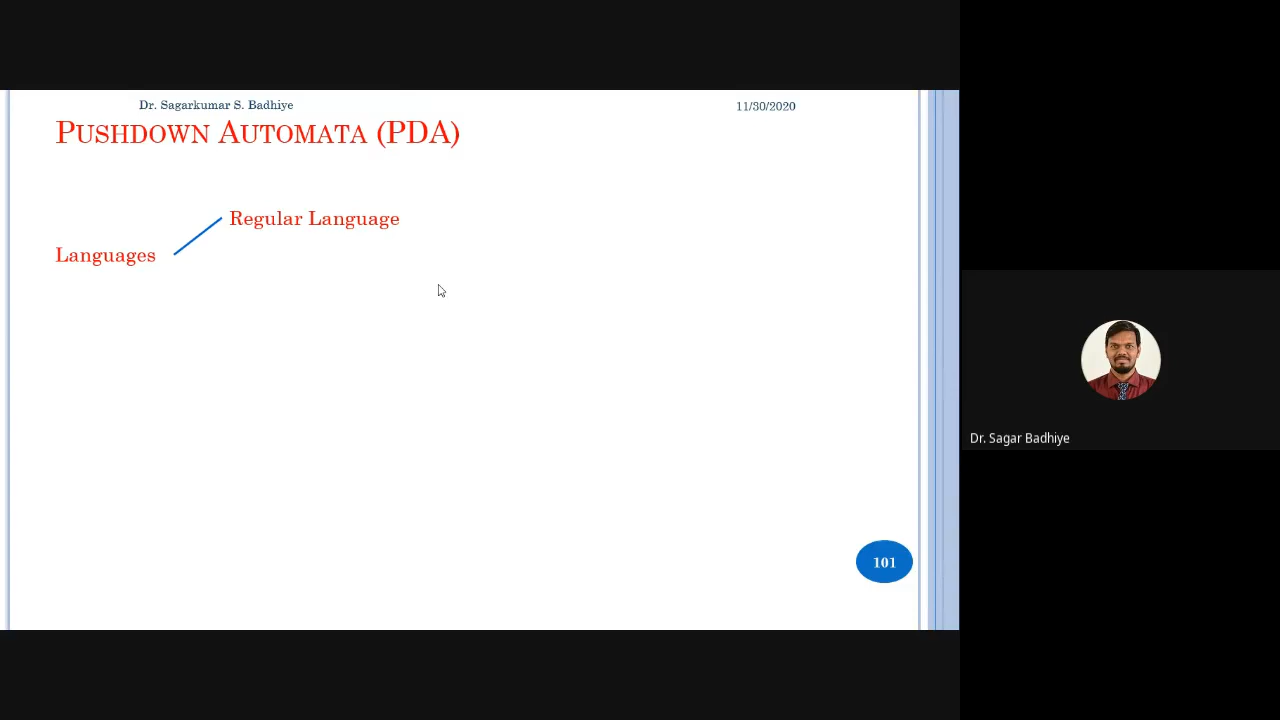 Dr. Sagarkumar S. Badhiye
11/30/2020
PUSHDOWN AUTOMATA (PDA)
Regular Language
Languages
101
Dr. Sagar Badhiye